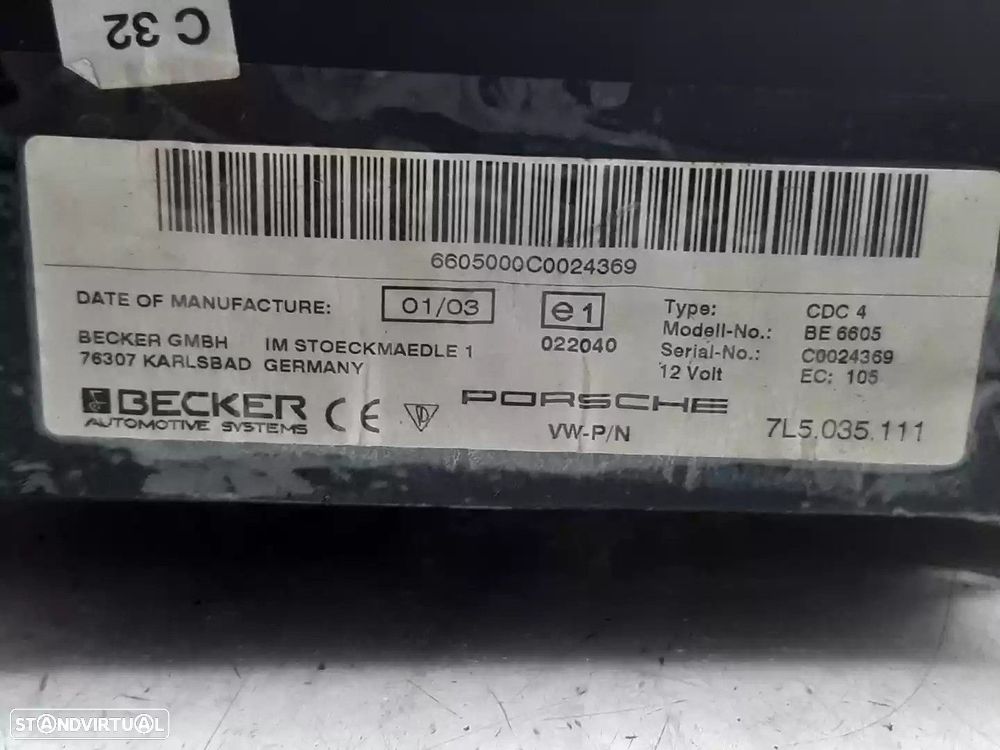 C 32
6605000C0024369
DATE OF MANUFACTURE: 01/03
e1
022040
BECKER GMBH IM STOECKMAEDLE 1
76307 KARLSBAD GERMANY
Type: CDC 4
Modell-No.: BE 6605
Serial-No.: C0024369
12 Volt EC: 105
BECKER
AUTOMOTIVE SYSTEMS
CE
PORSCHE
VW-P/N 7L5.035.111
STANDVIRTUAL